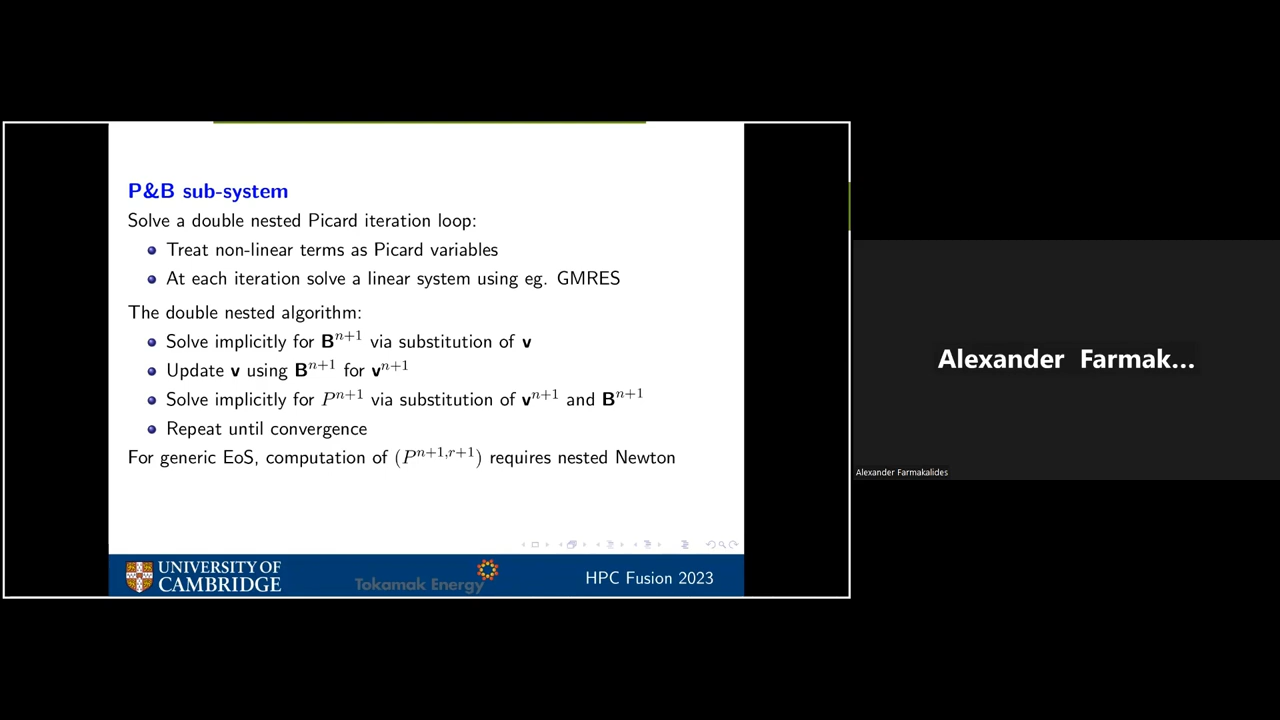 P&B sub-system
Solve a double nested Picard iteration loop:
Treat non-linear terms as Picard variables
At each iteration solve a linear system using eg. GMRES
The double nested algorithm:
Solve implicitly for B^{n+1} via substitution of v
Update v using B^{n+1} for v^{n+1}
Solve implicitly for P^{n+1} via substitution of v^{n+1} and B^{n+1}
Repeat until convergence
For generic EoS, computation of (P^{n+1,r+1}) requires nested Newton
UNIVERSITY OF
CAMBRIDGE
Tokamak Energy
HPC Fusion 2023
Alexander Farmak...
Alexander Farmakalides